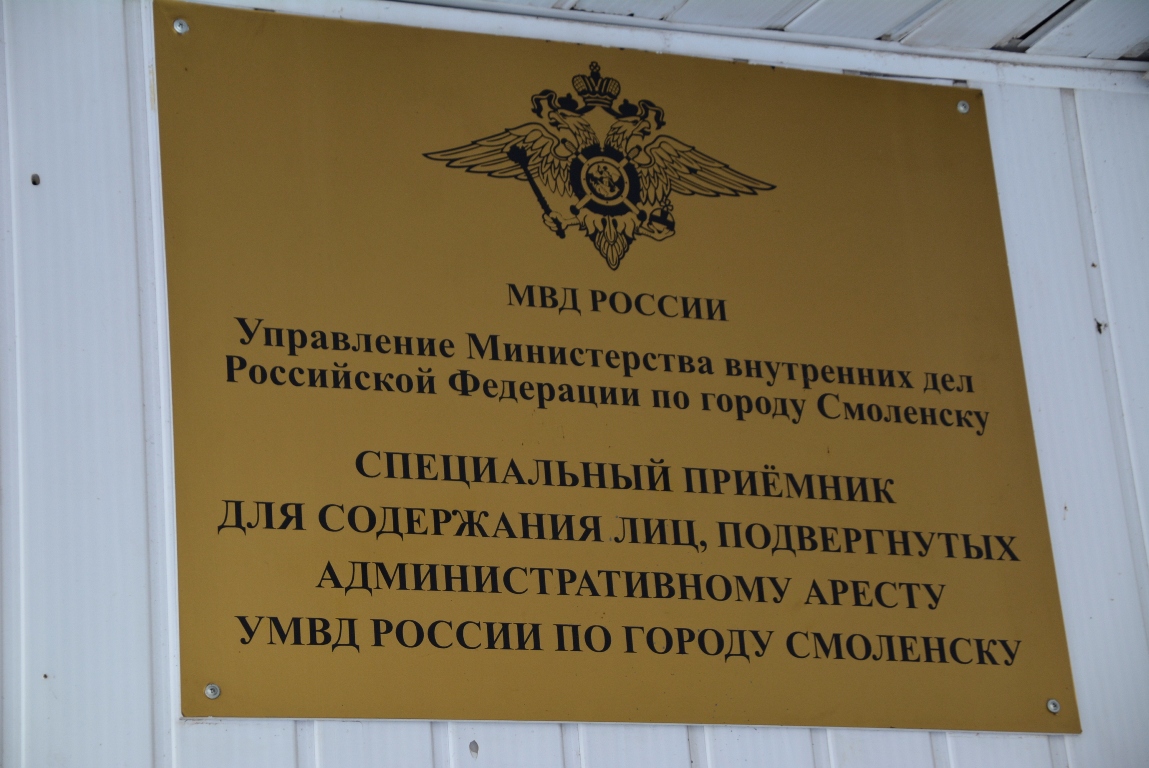 МВД РОССИИ
Управление Министерства внутренних дел
Российской Федерации по городу Смоленску
СПЕЦИАЛЬНЫЙ ПРИЁМНИК
ДЛЯ СОДЕРЖАНИЯ ЛИЦ, ПОДВЕРГНУТЫХ
АДМИНИСТРАТИВНОМУ АРЕСТУ
УМВД РОССИИ ПО ГОРОДУ СМОЛЕНСКУ